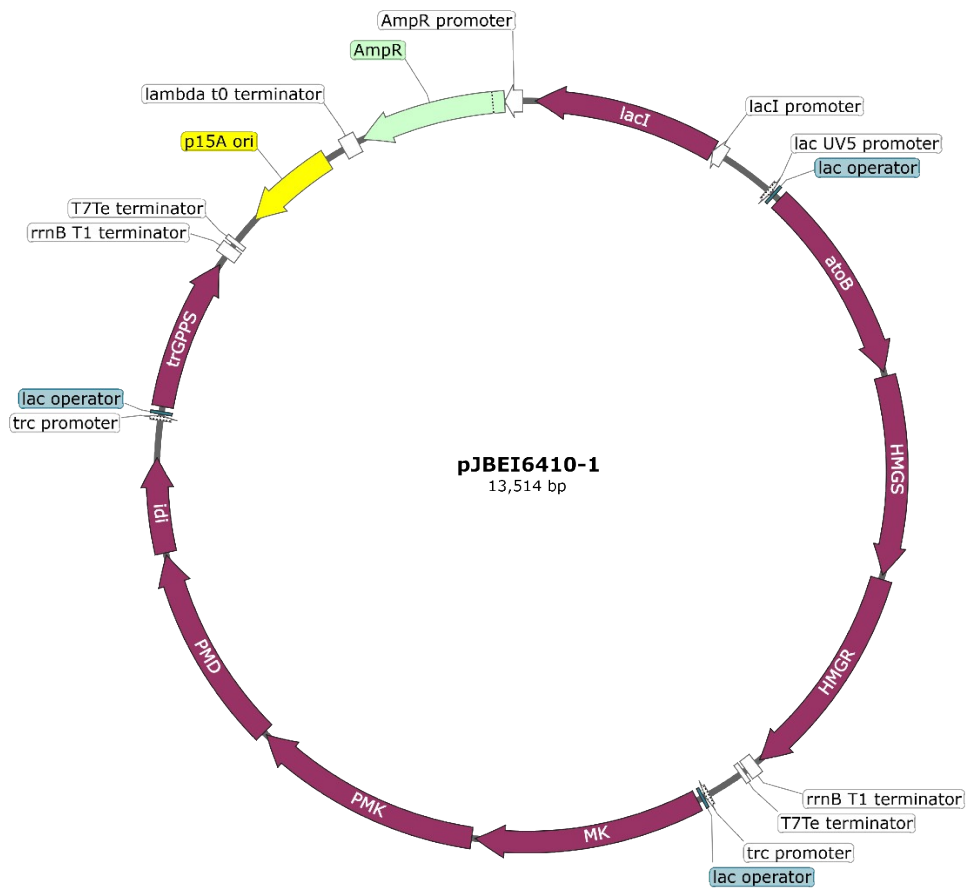 AmpR promoter
AmpR
lambda t0 terminator
p15A ori
T7Te terminator
rrnB T1 terminator
trGPPS
lac operator
trc promoter
idi
PMD
PMK
MK
lacI
lacI promoter
lac UV5 promoter
lac operator
atoB
HMGS
HMGR
rrnB T1 terminator
T7Te terminator
trc promoter
lac operator
pJBEI6410-1
13,514 bp